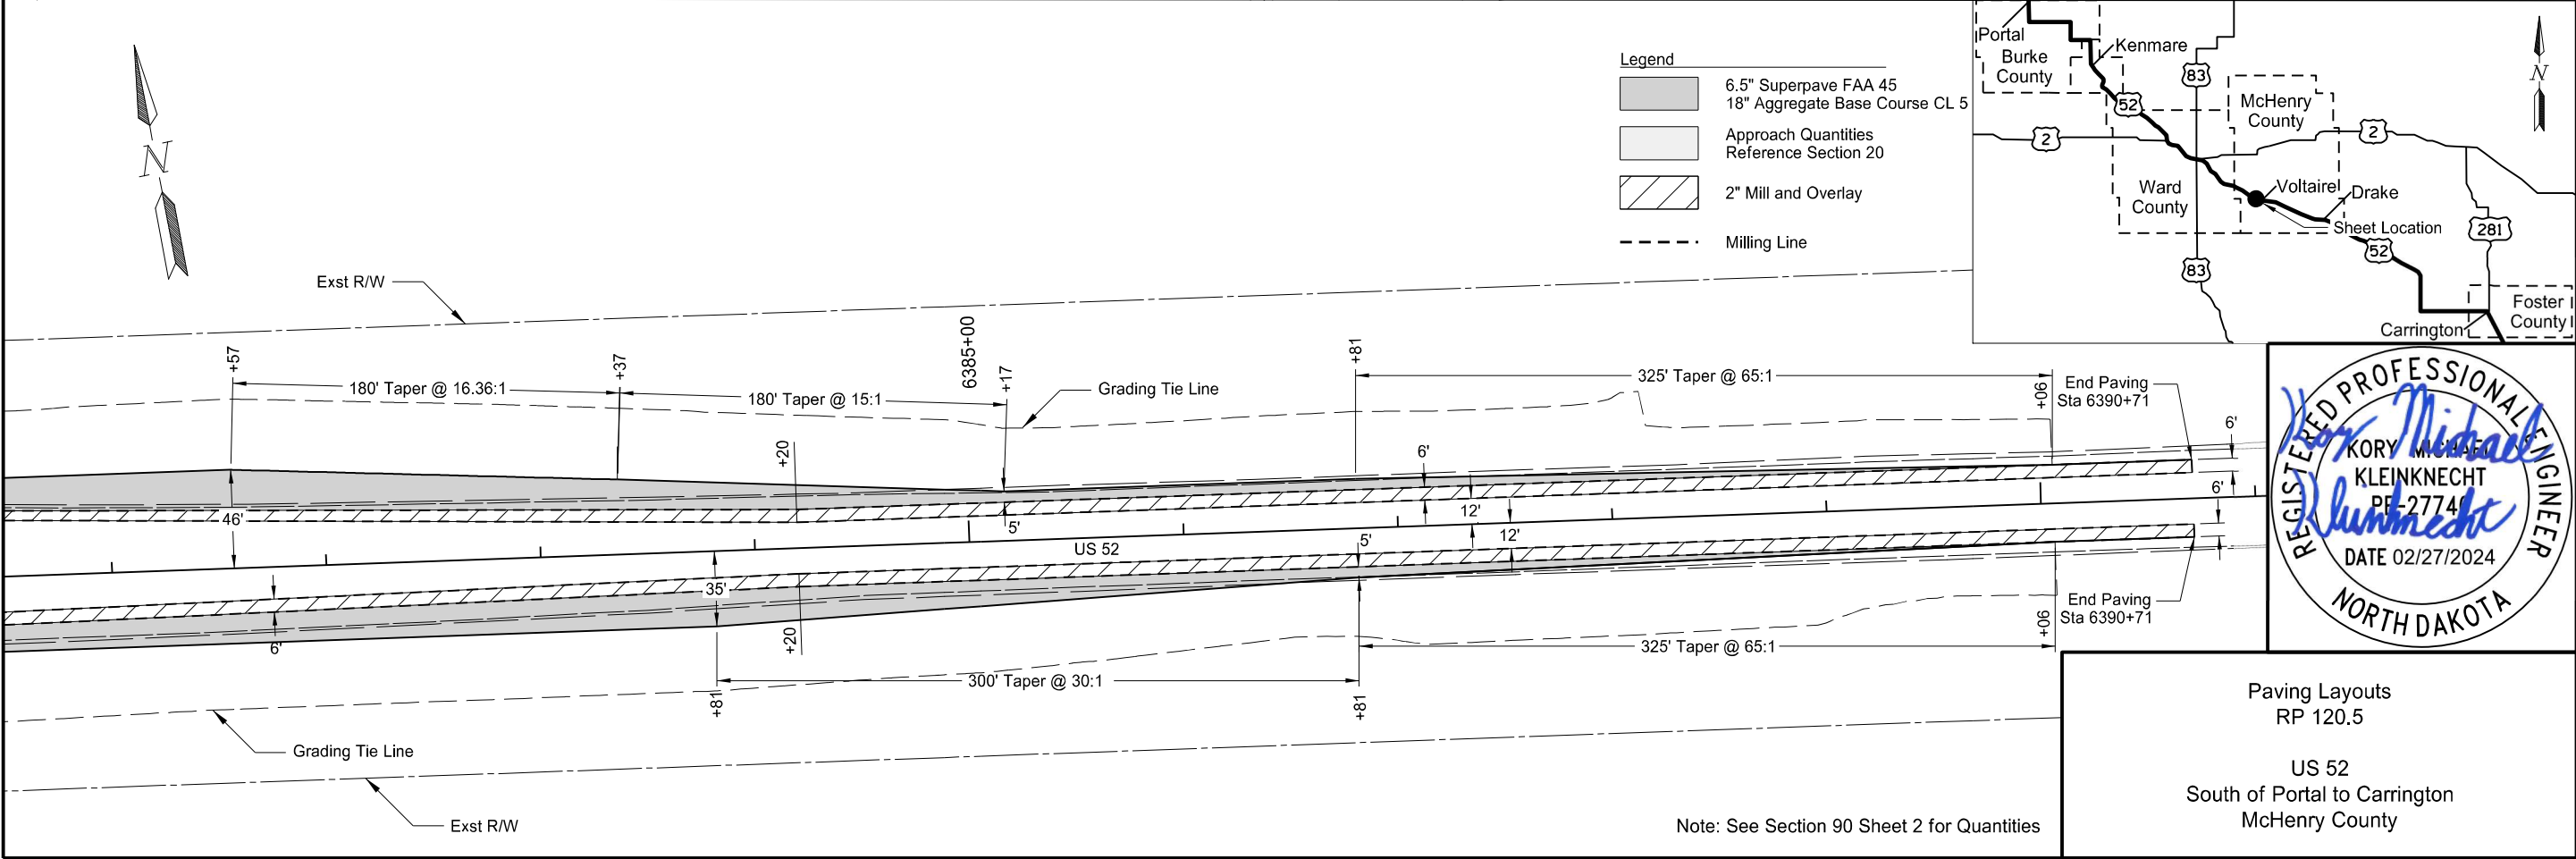 Legend
6.5" Superpave FAA 45
18" Aggregate Base Course CL 5
Approach Quantities
Reference Section 20
2" Mill and Overlay
Milling Line
N
Portal
Burke
County
Kenmare
83
52
McHenry
County
N
2
2
Ward
County
Voltaire
Drake
Sheet Location
281
52
83
Foster
County
Carrington
Exst R/W
+57
180' Taper @ 16.36:1
+37
180' Taper @ 15:1
6385+00
+17
Grading Tie Line
+81
325' Taper @ 65:1
+06
End Paving
Sta 6390+71
6'
+20
6'
46'
5'
12'
6'
US 52
5'
12'
35'
6'
+20
End Paving
Sta 6390+71
+06
325' Taper @ 65:1
300' Taper @ 30:1
+81
+81
Grading Tie Line
Exst R/W
Note: See Section 90 Sheet 2 for Quantities
REGISTERED PROFESSIONAL ENGINEER
Kory Michael
KORY MICHAEL
KLEINKNECHT
Kleinknecht
DATE 02/27/2024
NORTH DAKOTA
Paving Layouts
RP 120.5
US 52
South of Portal to Carrington
McHenry County